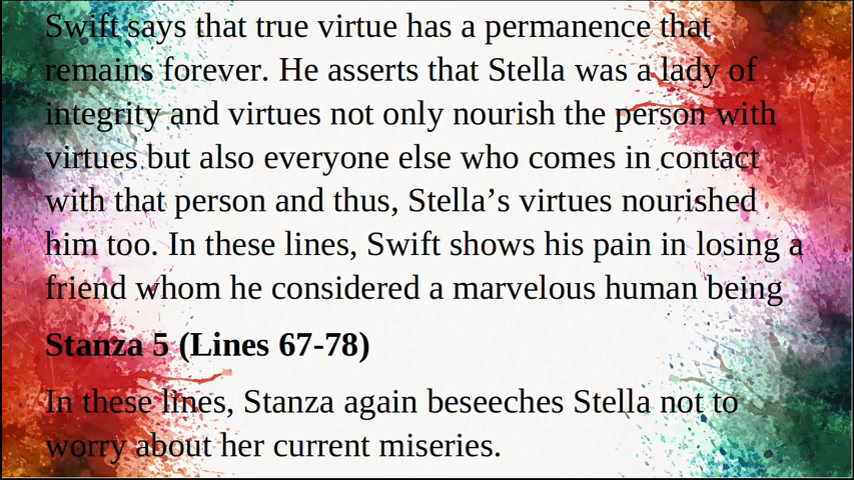 Swift says that true virtue has a permanence that
remains forever. He asserts that Stella was a lady of
integrity and virtues not only nourish the person with
virtues but also everyone else who comes in contact
with that person and thus, Stella’s virtues nourished
him too. In these lines, Swift shows his pain in losing a
friend whom he considered a marvelous human being
Stanza 5 (Lines 67-78)
In these lines, Stanza again beseeches Stella not to
worry about her current miseries.